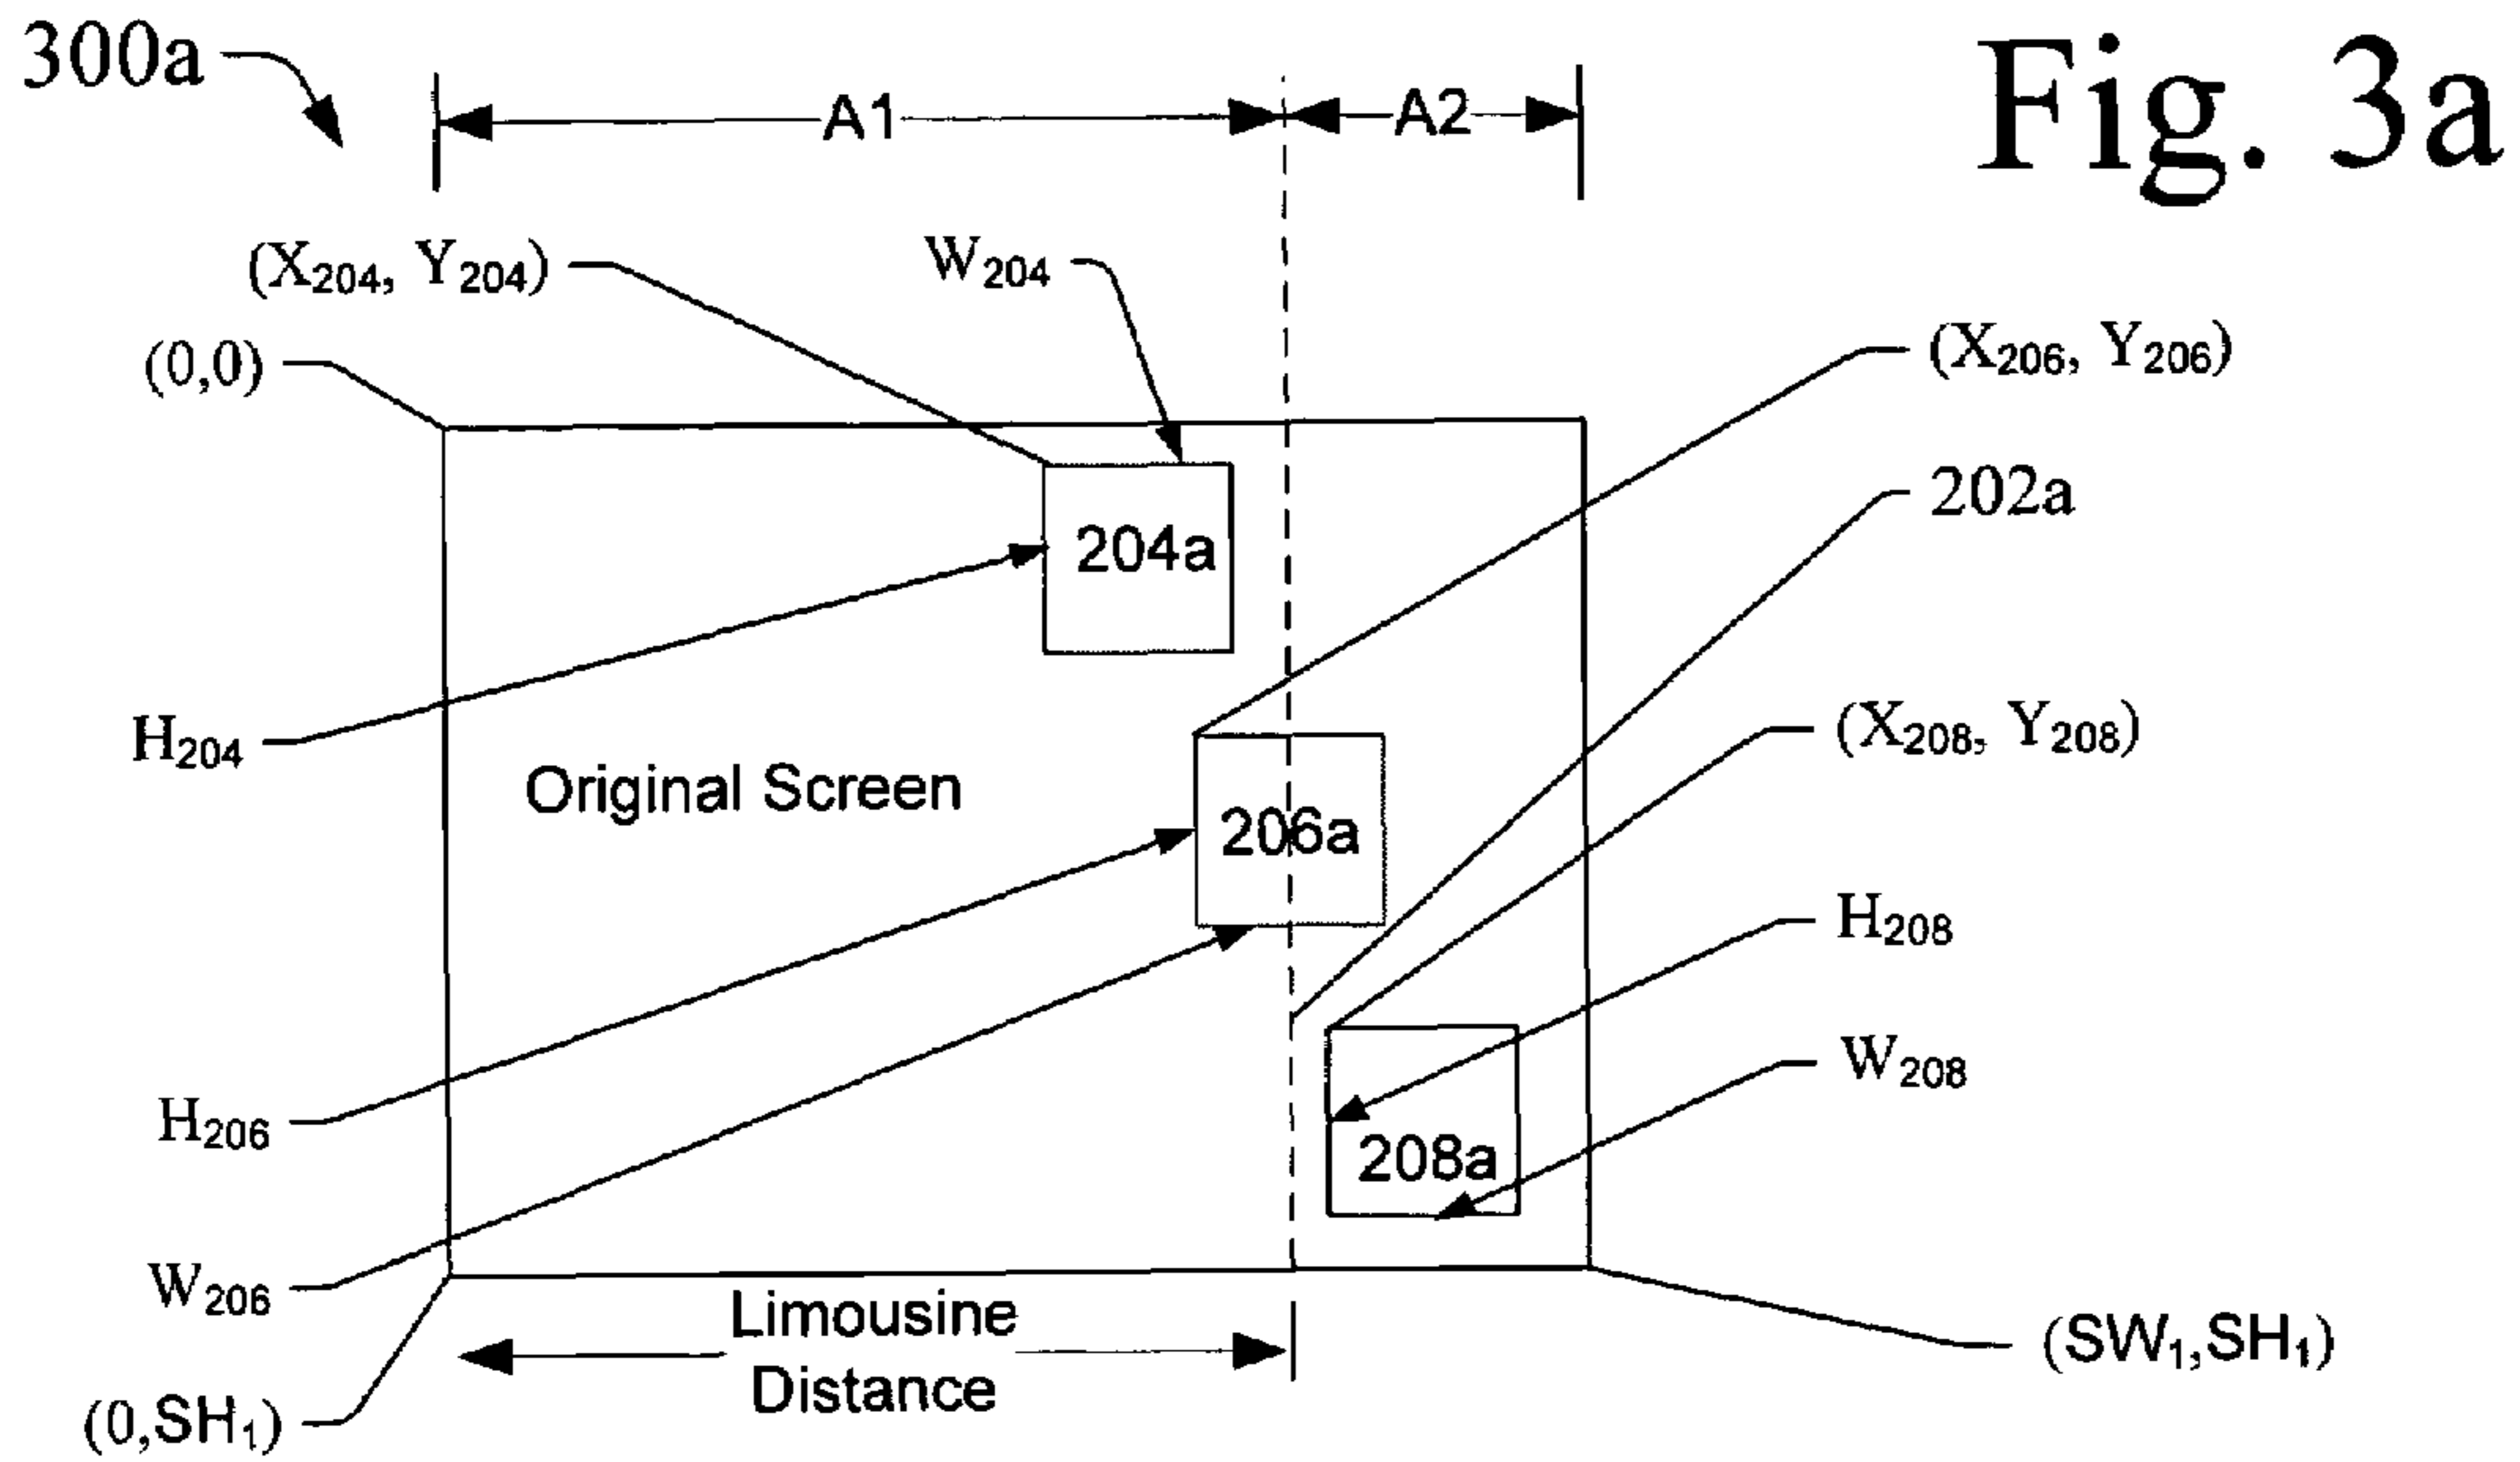 300a
Fig. 3a
A1
A2
(X204, Y204)
W204
(0,0)
(X206, Y206)
202a
204a
H204
(X208, Y208)
Original Screen
206a
H208
W208
H206
208a
W206
Limousine
Distance
(SW1,SH1)
(0,SH1)